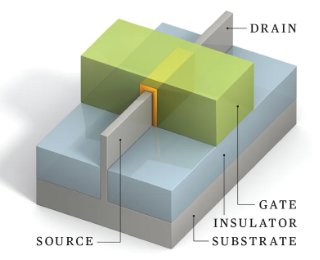 DRAIN
GATE
INSULATOR
SOURCE
SUBSTRATE